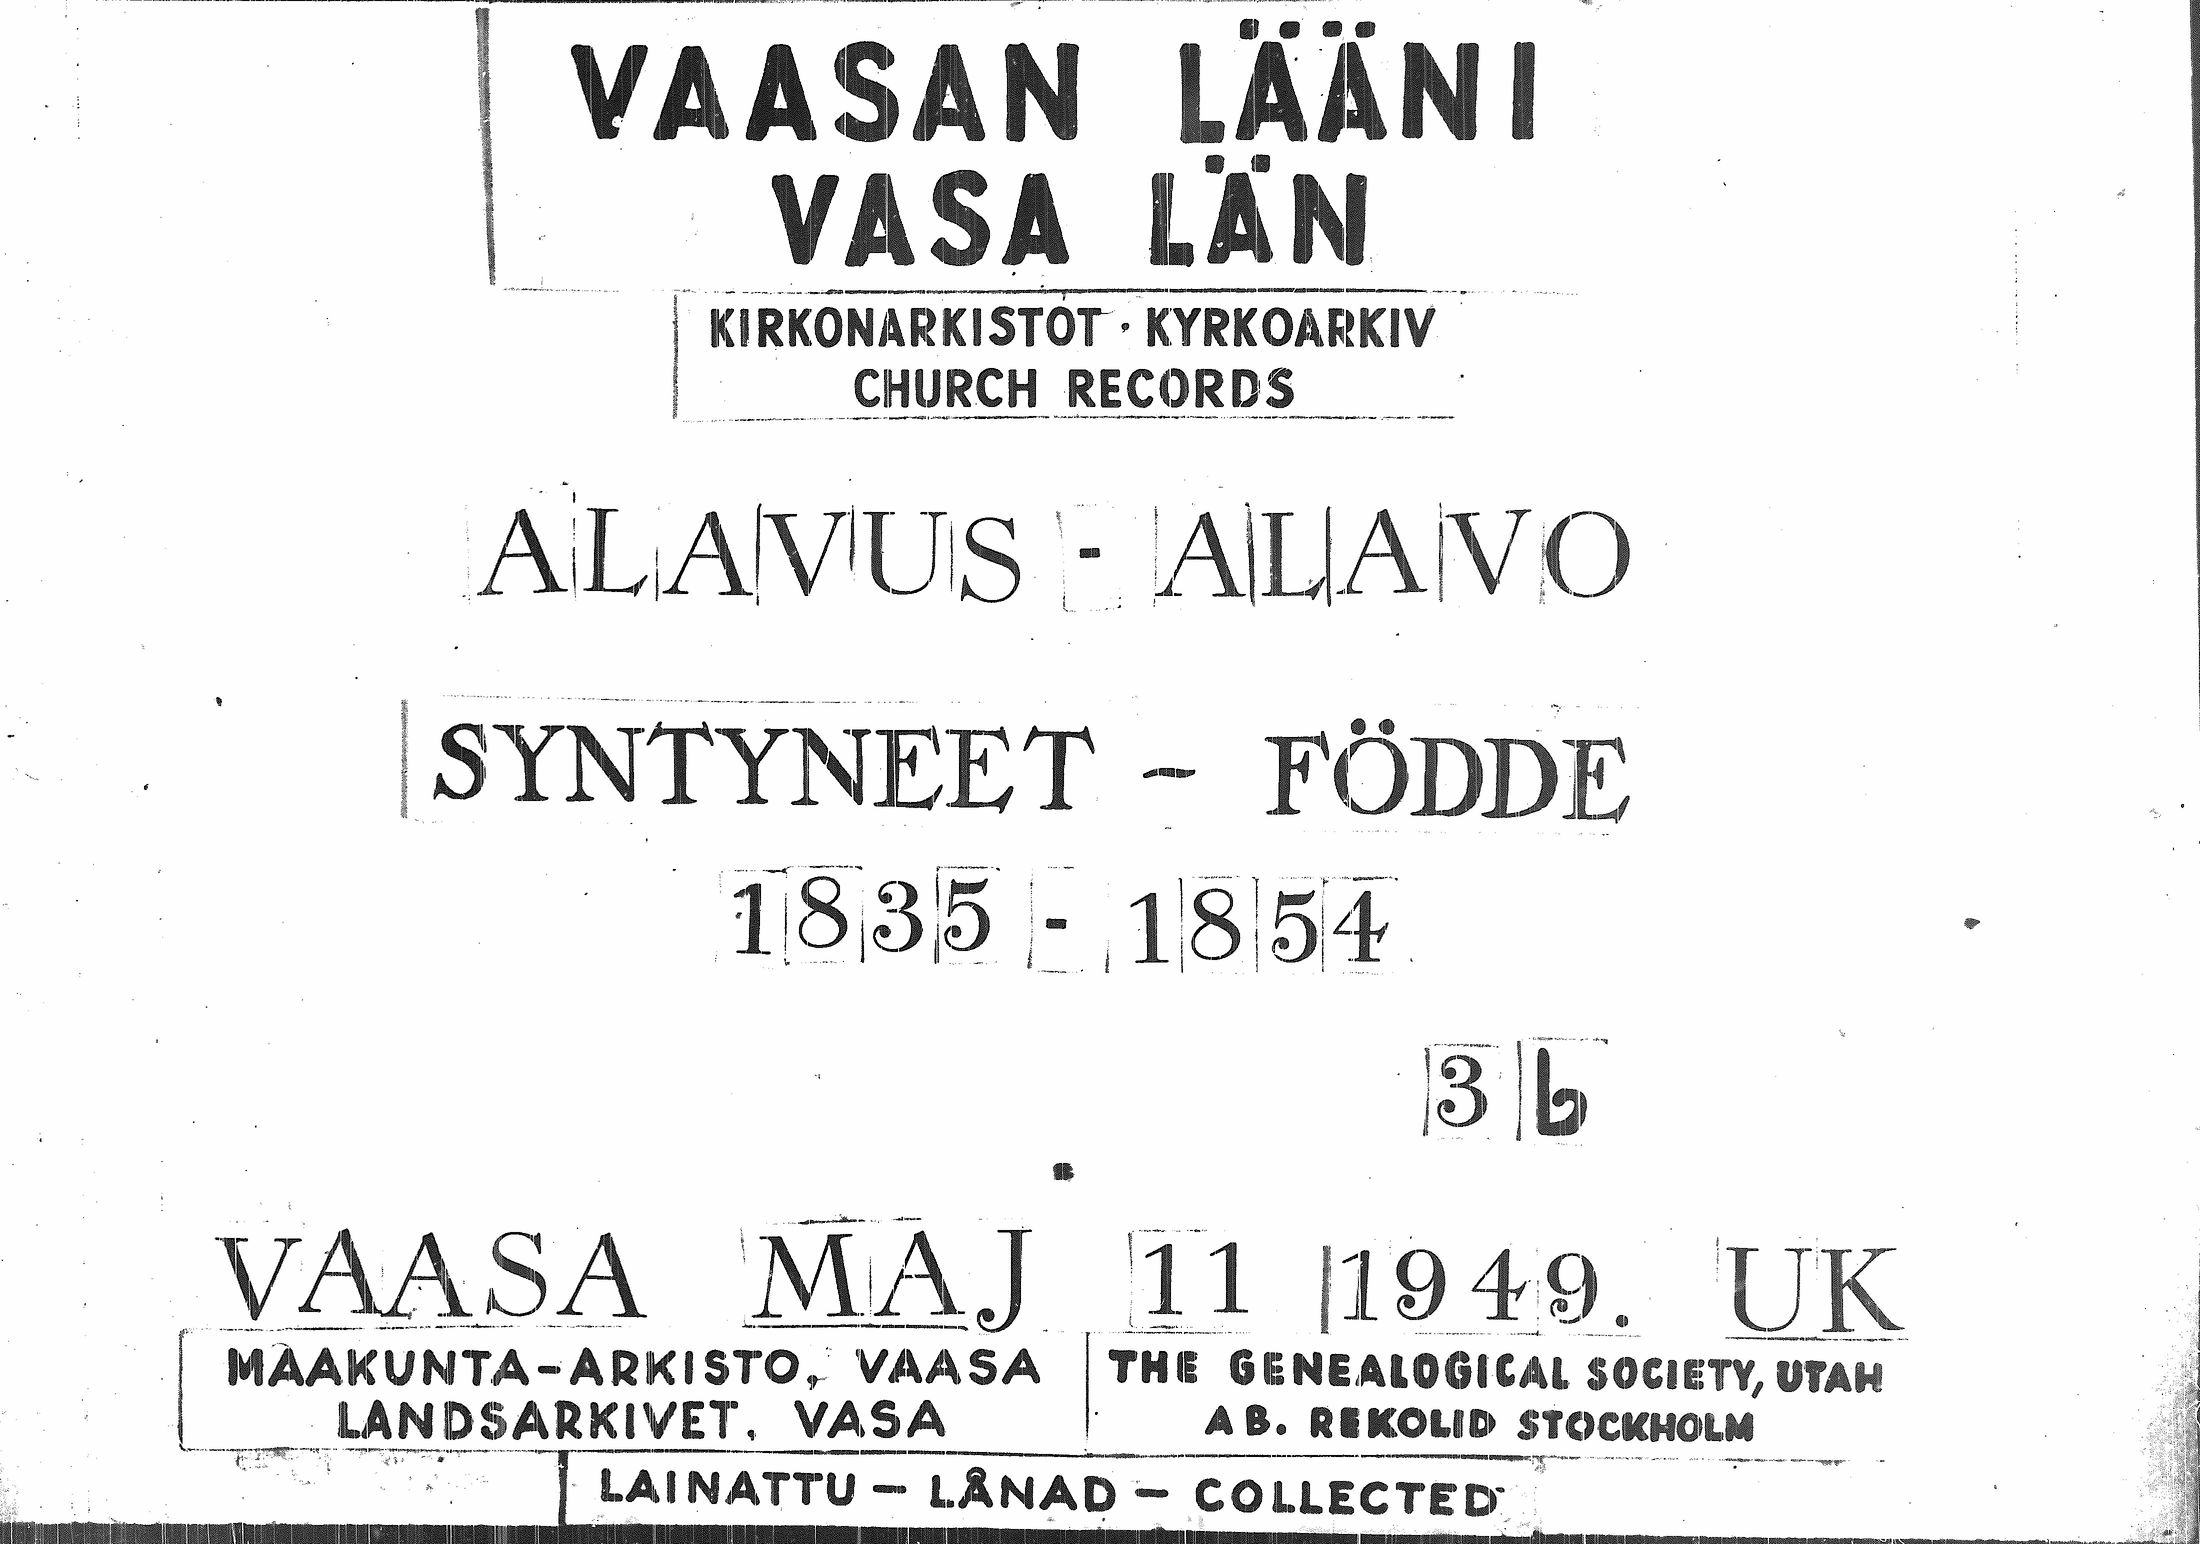 VAASAN LÄÄNI
VASA LÄN
KIRKONARKISTOT · KYRKOARKIV
CHURCH RECORDS
ALAVUS - ALAVO
SYNTYNEET - FÖDDE
1835 - 1854
3 b
VAASA MAJ 11 1949. UK
MAAKUNTA-ARKISTO, VAASA
LANDSARKIVET, VASA
THE GENEALOGICAL SOCIETY, UTAH
AB. REKOLID STOCKHOLM
LAINATTU - LÅNAD - COLLECTED